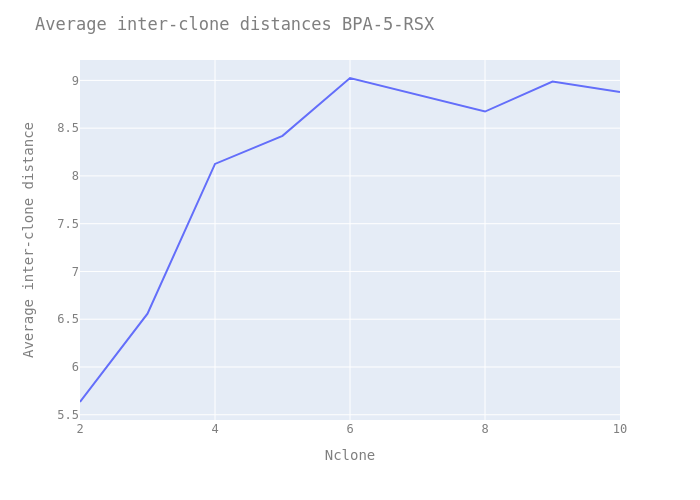 Average inter-clone distances BPA-5-RSX
Average inter-clone distance
9
8.5
8
7.5
7
6.5
6
5.5
2 4 6 8 10
Nclone